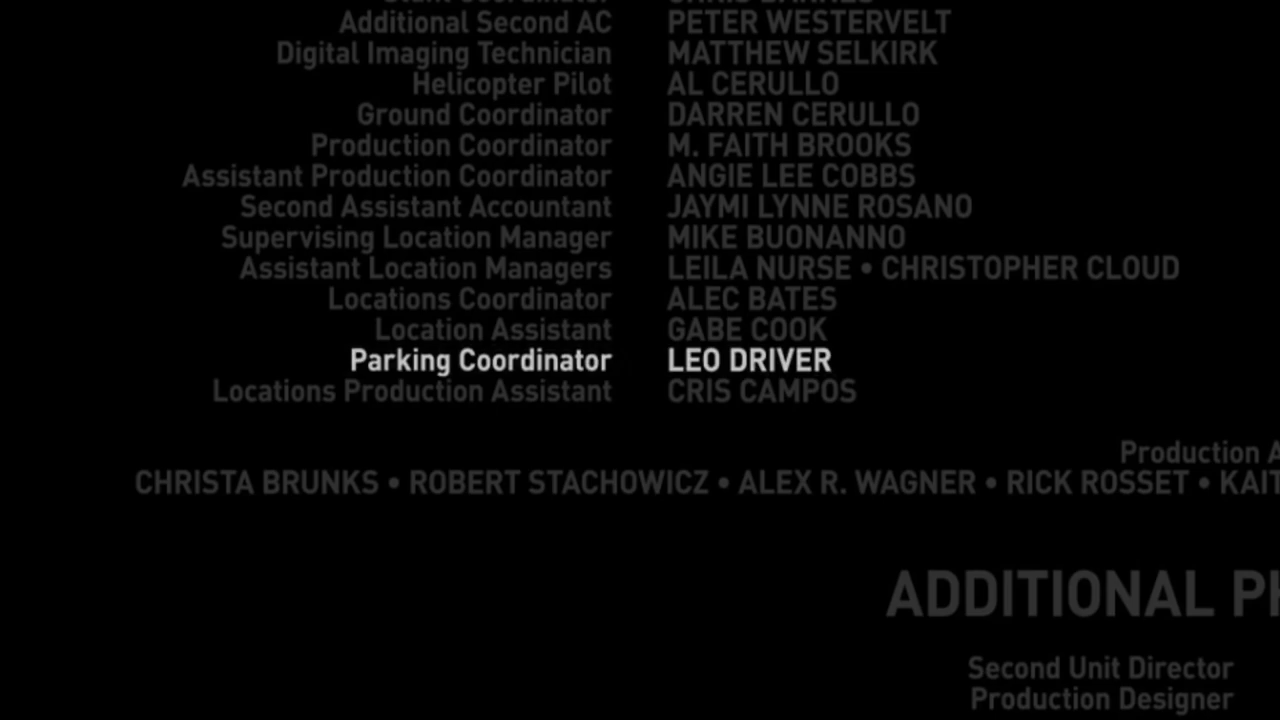 Additional Second AC PETER WESTERVELT
Digital Imaging Technician MATTHEW SELKIRK
Helicopter Pilot AL CERULLO
Ground Coordinator DARREN CERULLO
Production Coordinator M. FAITH BROOKS
Assistant Production Coordinator ANGIE LEE COBBS
Second Assistant Accountant JAYMI LYNNE ROSANO
Supervising Location Manager MIKE BUONANNO
Assistant Location Managers LEILA NURSE • CHRISTOPHER CLOUD
Locations Coordinator ALEC BATES
Location Assistant GABE COOK
Parking Coordinator LEO DRIVER
Locations Production Assistant CRIS CAMPOS
Production
CHRISTA BRUNKS • ROBERT STACHOWICZ • ALEX R. WAGNER • RICK ROSSET •
ADDITIONAL
Second Unit Director
Production Designer